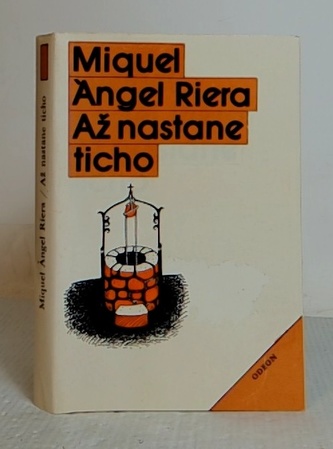 Miquel
Àngel Riera
Až nastane
ticho
ODEON
Miquel Àngel Riera / Až nastane ticho